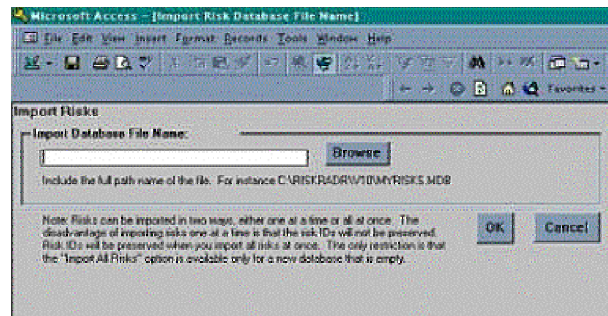 Microsoft Access - [Import Risk Database File Name]
File Edit View Insert Format Records Tools Window Help
Favorites
Import Risks
Import Database File Name:
Browse
Include the full path name of the file. For instance C:\RISKRADR\V10\MYRISKS.MDB
Note: Risks can be imported in two ways, either one at a time or all at once. The
disadvantage of importing risks one at a time is that the risk IDs will not be preserved.
Risk IDs will be preserved when you import all risks at once. The only restriction is that
the "Import All Risks" option is available only for a new database that is empty.
OK Cancel